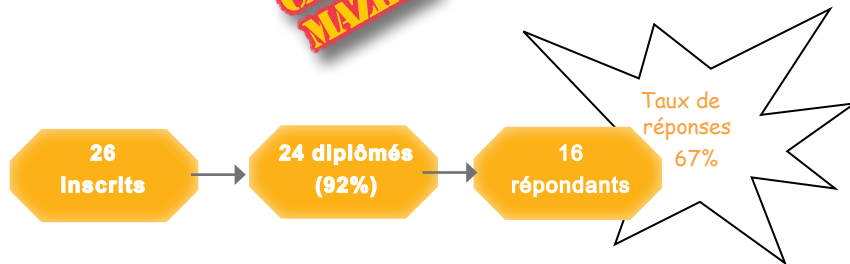 26
inscrits
24 diplômés
(92%)
16
répondants
Taux de
réponses
67%